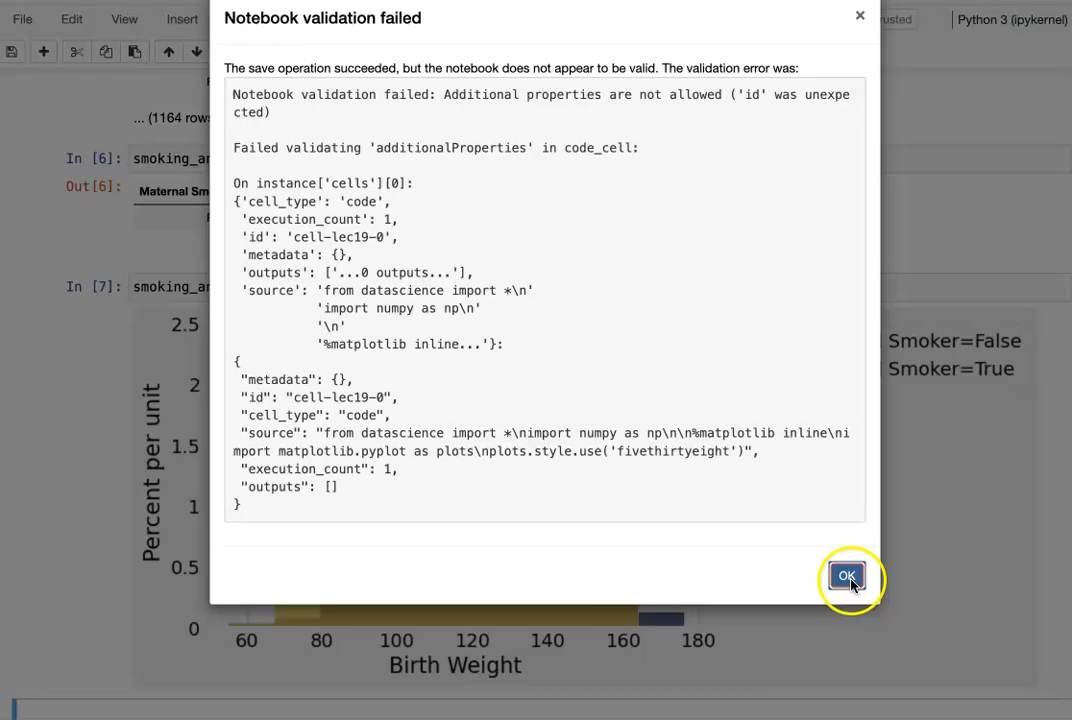 Notebook validation failed
×
File Edit View Insert
rusted
Python 3 (ipykernel)
The save operation succeeded, but the notebook does not appear to be valid. The validation error was:
Notebook validation failed: Additional properties are not allowed ('id' was unexpe
cted)
Failed validating 'additionalProperties' in code_cell:
On instance['cells'][0]:
{'cell_type': 'code',
'execution_count': 1,
'id': 'cell-lec19-0',
'metadata': {},
'outputs': ['...0 outputs...'],
'source': 'from datascience import *\n'
'import numpy as np\n'
'\n'
'%matplotlib inline...'}:
{
"metadata": {},
"id": "cell-lec19-0",
"cell_type": "code",
"source": "from datascience import *\nimport numpy as np\n\n%matplotlib inline\ni
mport matplotlib.pyplot as plots\nplots.style.use('fivethirtyeight')",
"execution_count": 1,
"outputs": []
}
OK
... (1164 rows
In [6]: smoking_ar
Out[6]: Maternal Sm
In [7]: smoking_ar
2.5
2
1.5
1
0.5
0
Percent per unit
Smoker=False
Smoker=True
60 80 100 120 140 160 180
Birth Weight